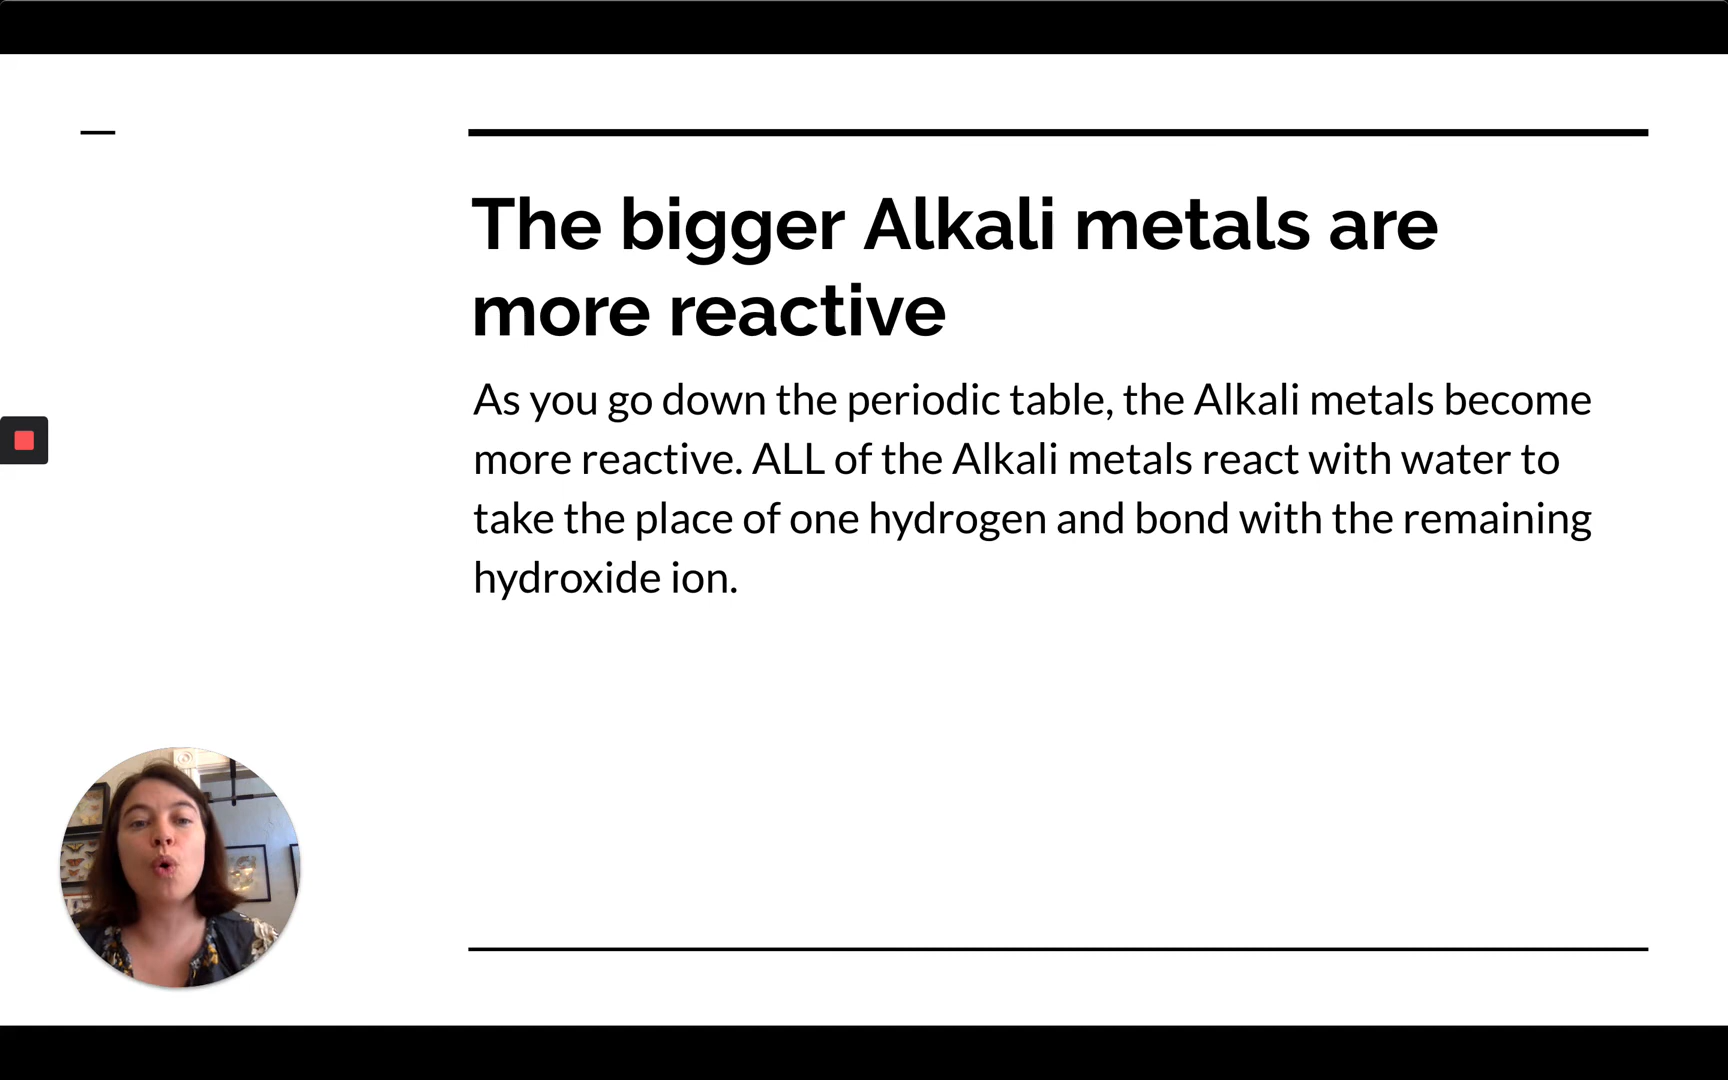 The bigger Alkali metals are
more reactive
As you go down the periodic table, the Alkali metals become
more reactive. ALL of the Alkali metals react with water to
take the place of one hydrogen and bond with the remaining
hydroxide ion.